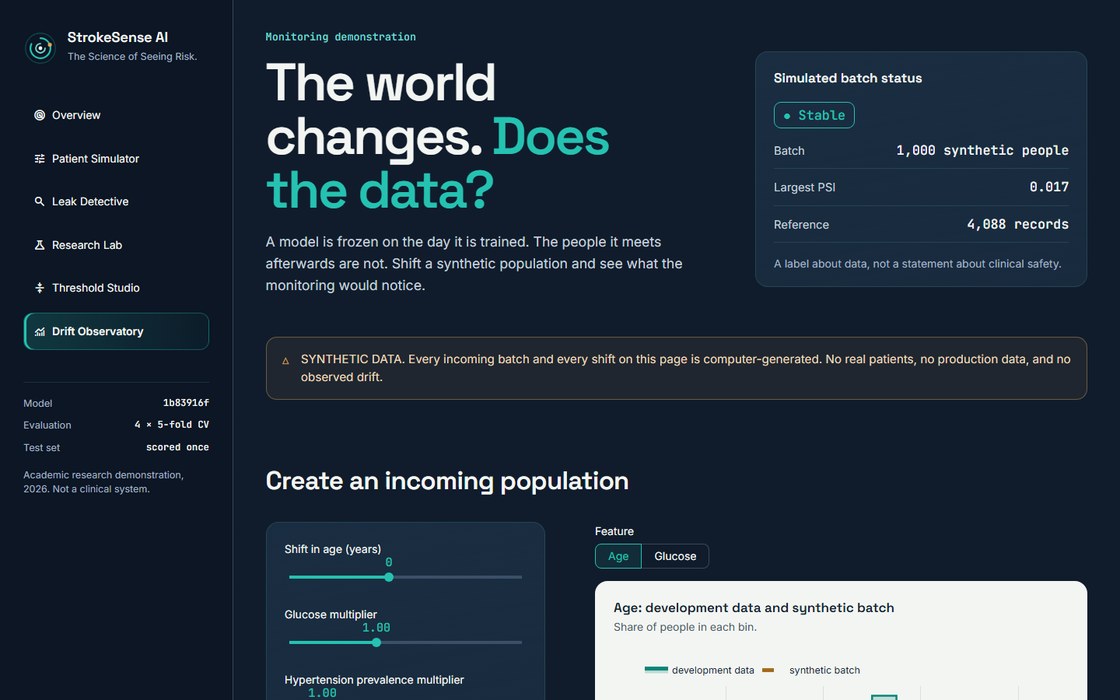 StrokeSense AI
The Science of Seeing Risk.
Overview
Patient Simulator
Leak Detective
Research Lab
Threshold Studio
Drift Observatory
Model 1b83916f
Evaluation 4 × 5-fold CV
Test set scored once
Academic research demonstration,
2026. Not a clinical system.
Monitoring demonstration
The world
changes. Does
the data?
A model is frozen on the day it is trained. The people it meets
afterwards are not. Shift a synthetic population and see what the
monitoring would notice.
Simulated batch status
Stable
Batch 1,000 synthetic people
Largest PSI 0.017
Reference 4,088 records
A label about data, not a statement about clinical safety.
SYNTHETIC DATA. Every incoming batch and every shift on this page is computer-generated. No real patients, no production data, and no
observed drift.
Create an incoming population
Shift in age (years)
0
Glucose multiplier
1.00
Hypertension prevalence multiplier
1.00
Feature
Age Glucose
Age: development data and synthetic batch
Share of people in each bin.
development data synthetic batch